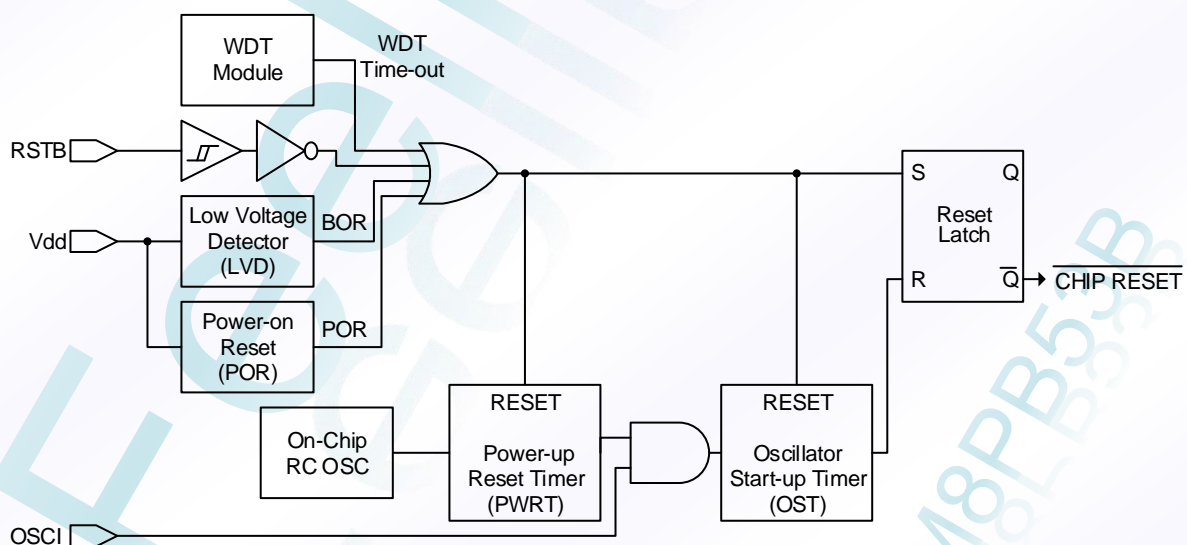 WDT
Module
WDT
Time-out
RSTB
Vdd
Low Voltage
Detector
(LVD)
BOR
Power-on
Reset
(POR)
POR
S
Q
Reset
Latch
R
Q
CHIP RESET
On-Chip
RC OSC
RESET
Power-up
Reset Timer
(PWRT)
RESET
Oscillator
Start-up Timer
(OST)
OSCI